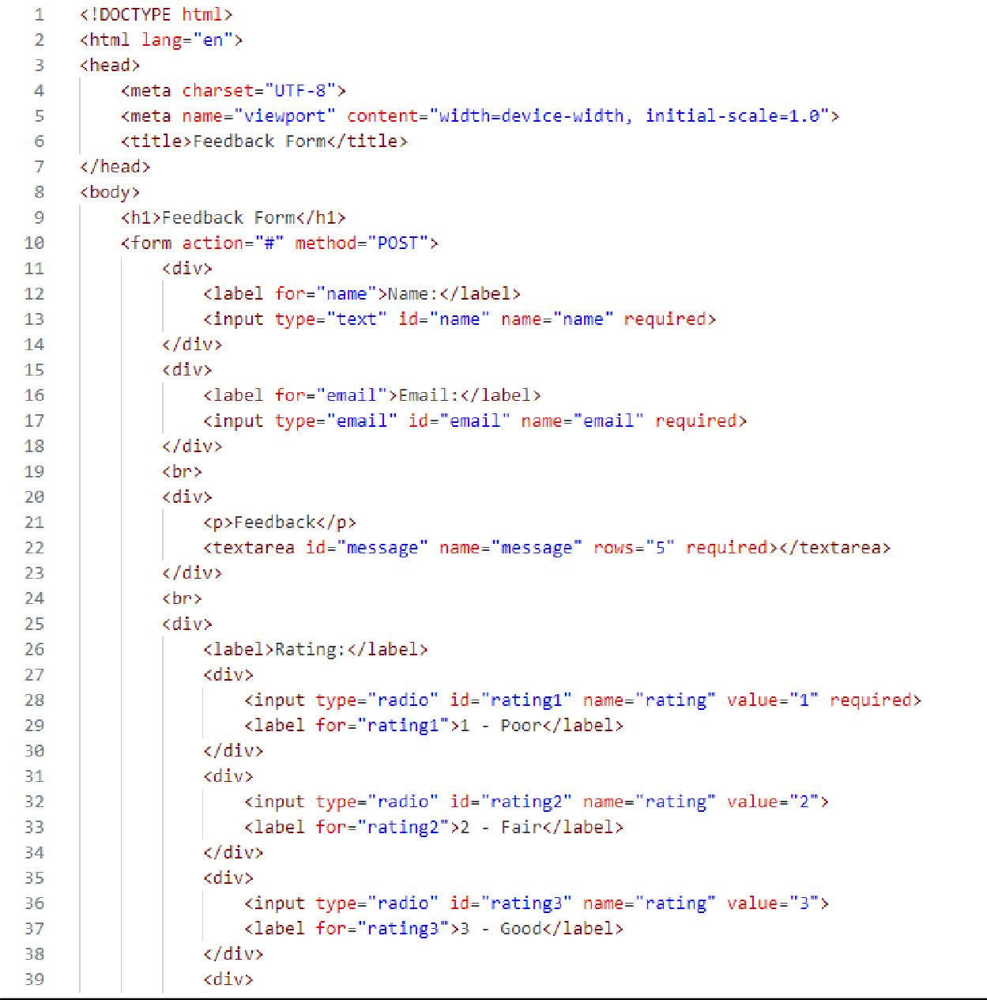 1 <!DOCTYPE html>
2 <html lang="en">
3 <head>
4 <meta charset="UTF-8">
5 <meta name="viewport" content="width=device-width, initial-scale=1.0">
6 <title>Feedback Form</title>
7 </head>
8 <body>
9 <h1>Feedback Form</h1>
10 <form action="#" method="POST">
11 <div>
12 <label for="name">Name:</label>
13 <input type="text" id="name" name="name" required>
14 </div>
15 <div>
16 <label for="email">Email:</label>
17 <input type="email" id="email" name="email" required>
18 </div>
19 <br>
20 <div>
21 <p>Feedback</p>
22 <textarea id="message" name="message" rows="5" required></textarea>
23 </div>
24 <br>
25 <div>
26 <label>Rating:</label>
27 <div>
28 <input type="radio" id="rating1" name="rating" value="1" required>
29 <label for="rating1">1 - Poor</label>
30 </div>
31 <div>
32 <input type="radio" id="rating2" name="rating" value="2">
33 <label for="rating2">2 - Fair</label>
34 </div>
35 <div>
36 <input type="radio" id="rating3" name="rating" value="3">
37 <label for="rating3">3 - Good</label>
38 </div>
39 <div>